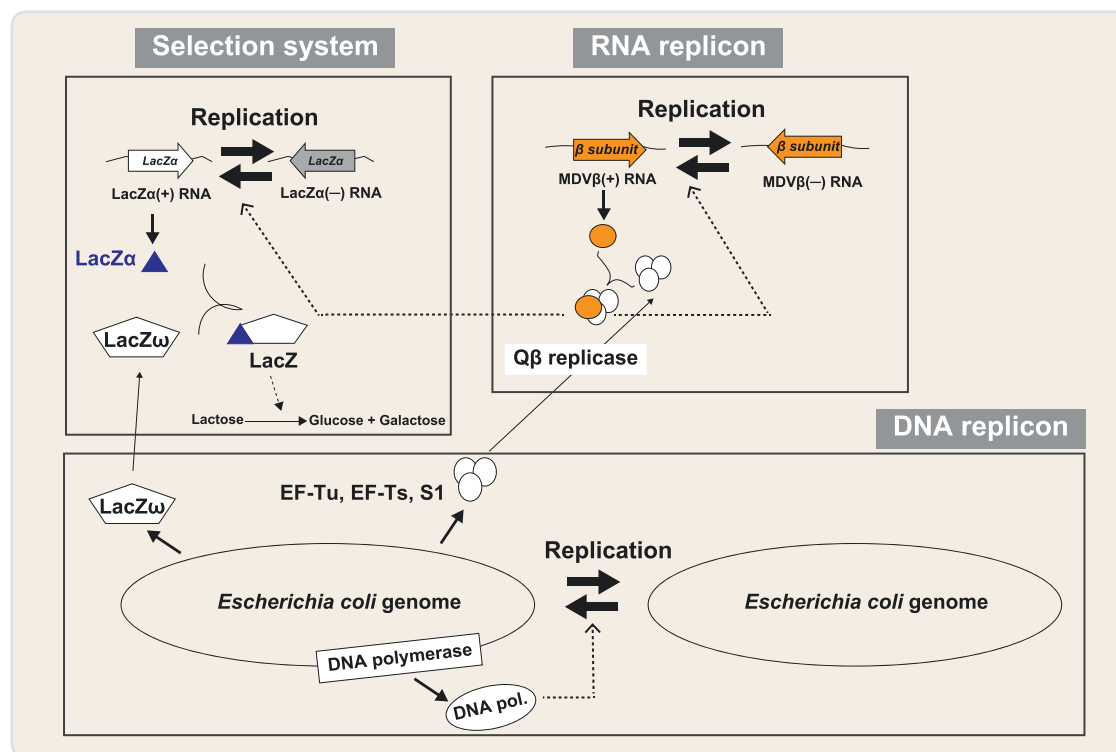 Selection system
Replication
LacZα
LacZα
LacZα(+) RNA
LacZα(—) RNA
LacZα
LacZω
LacZ
Lactose
Glucose + Galactose
RNA replicon
Replication
β subunit
β subunit
MDVβ(+) RNA
MDVβ(—) RNA
Qβ replicase
DNA replicon
LacZω
EF-Tu, EF-Ts, S1
Replication
Escherichia coli genome
Escherichia coli genome
DNA polymerase
DNA pol.